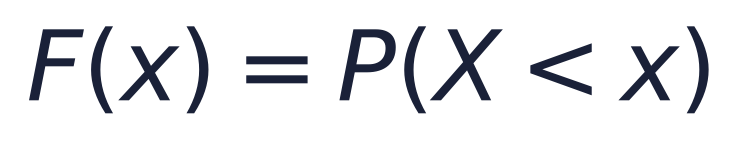 F(x) = P(X < x)